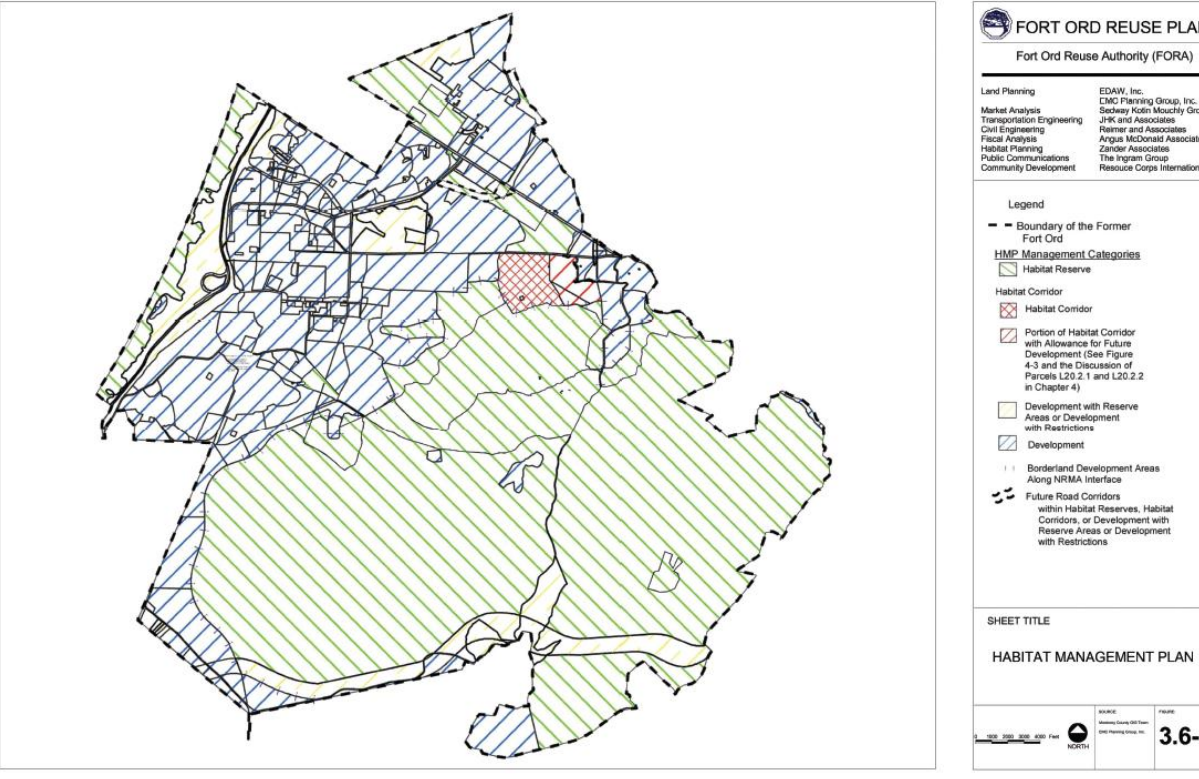 FORT ORD REUSE PLA
Fort Ord Reuse Authority (FORA)
Land Planning EDAW, Inc.
EMC Planning Group, Inc.
Market Analysis Sedway Kotin Mouchly Gro
Transportation Engineering JHK and Associates
Civil Engineering Reimer and Associates
Fiscal Analysis Angus McDonald Associat
Habitat Planning Zander Associates
Public Communications The Ingram Group
Community Development Resouce Corps Internation
Legend
Boundary of the Former
Fort Ord
HMP Management Categories
Habitat Reserve
Habitat Corridor
Habitat Corridor
Portion of Habitat Corridor
with Allowance for Future
Development (See Figure
4-3 and the Discussion of
Parcels L20.2.1 and L20.2.2
in Chapter 4)
Development with Reserve
Areas or Development
with Restrictions
Development
Borderland Development Areas
Along NRMA Interface
Future Road Corridors
within Habitat Reserves, Habitat
Corridors, or Development with
Reserve Areas or Development
with Restrictions
SHEET TITLE
HABITAT MANAGEMENT PLAN
0 1000 2000 3000 4000 Feet
NORTH
SOURCE:
EMC Planning Group, Inc.
FIGURE:
3.6-